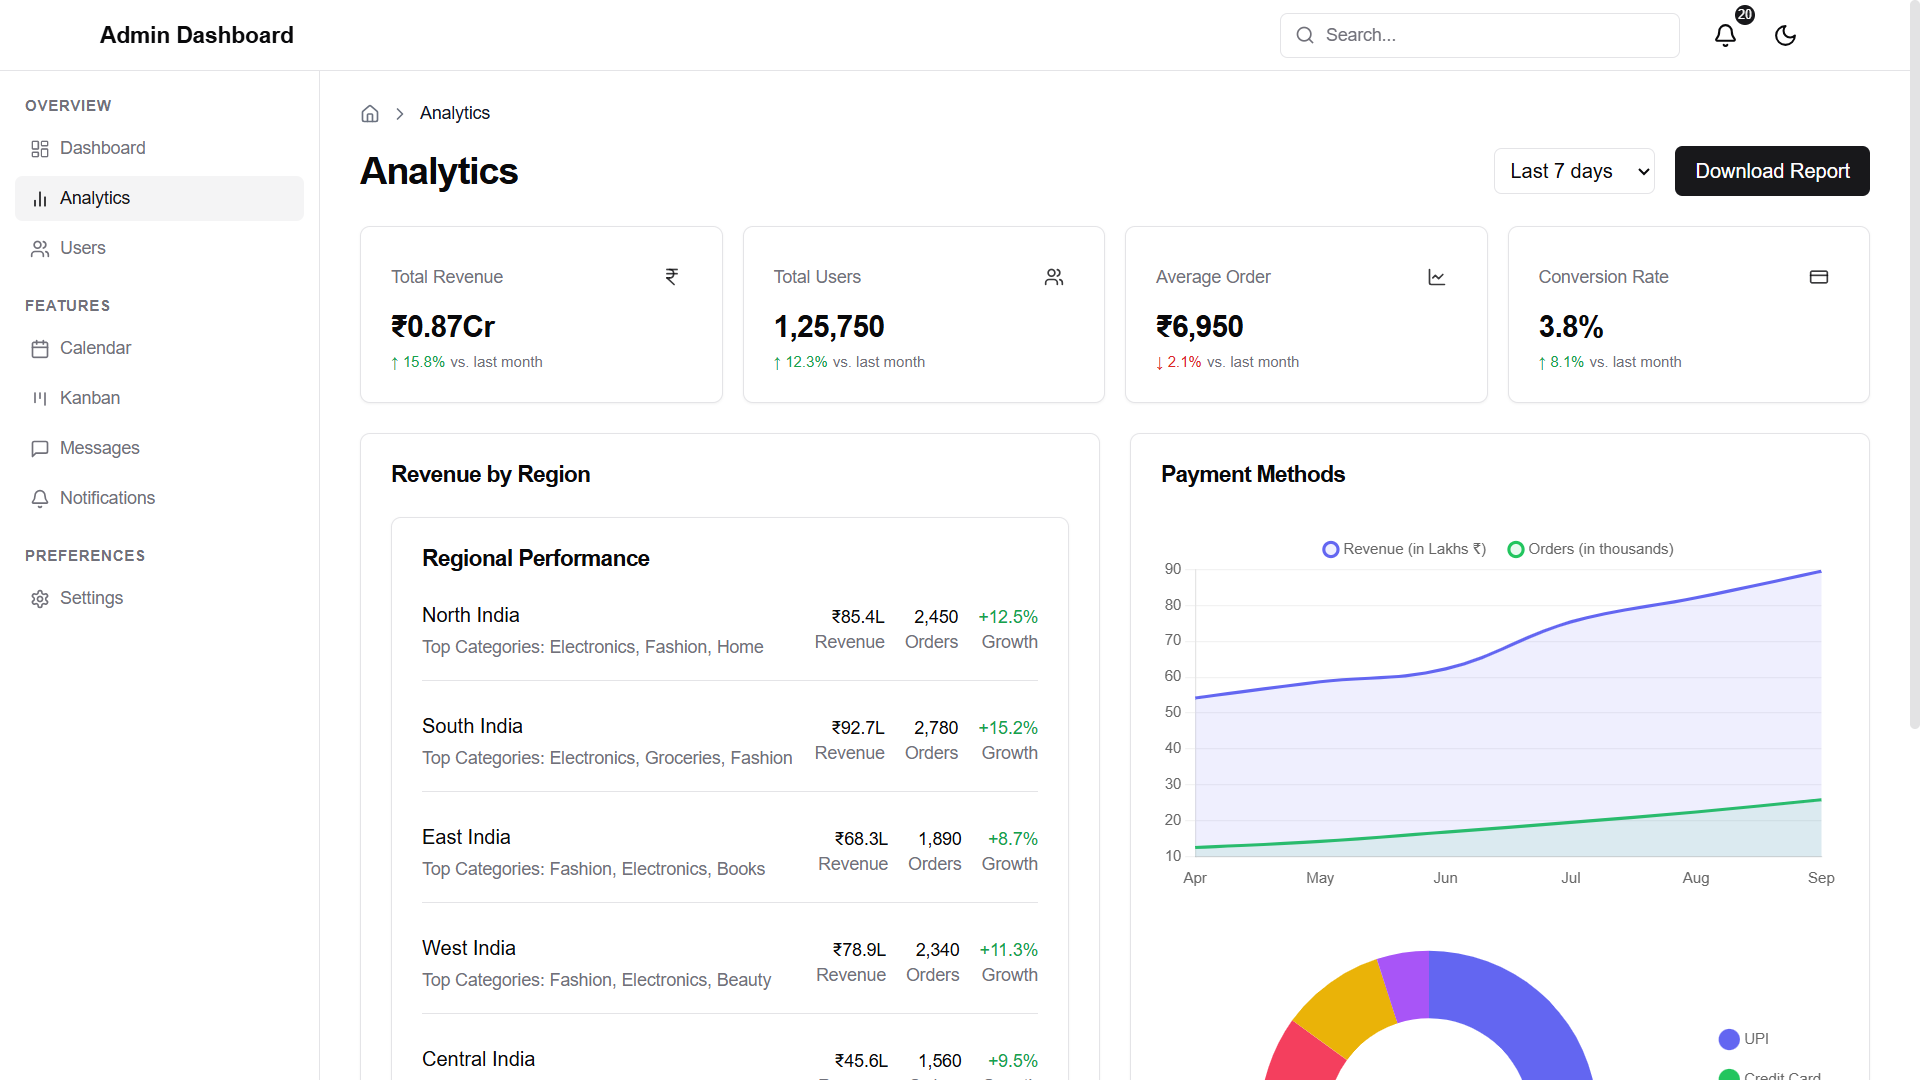 Admin Dashboard
Search...
20
OVERVIEW
Dashboard
Analytics
Users
FEATURES
Calendar
Kanban
Messages
Notifications
PREFERENCES
Settings
Analytics
Analytics
Last 7 days
Download Report
Total Revenue
₹
₹0.87Cr
↑ 15.8% vs. last month
Total Users
1,25,750
↑ 12.3% vs. last month
Average Order
₹6,950
↓ 2.1% vs. last month
Conversion Rate
3.8%
↑ 8.1% vs. last month
Revenue by Region
Regional Performance
North India
Top Categories: Electronics, Fashion, Home
₹85.4L 2,450 +12.5%
Revenue Orders Growth
South India
Top Categories: Electronics, Groceries, Fashion
₹92.7L 2,780 +15.2%
Revenue Orders Growth
East India
Top Categories: Fashion, Electronics, Books
₹68.3L 1,890 +8.7%
Revenue Orders Growth
West India
Top Categories: Fashion, Electronics, Beauty
₹78.9L 2,340 +11.3%
Revenue Orders Growth
Central India
₹45.6L 1,560 +9.5%
Payment Methods
Revenue (in Lakhs ₹) Orders (in thousands)
90
80
70
60
50
40
30
20
10
Apr May Jun Jul Aug Sep
UPI
Credit Card